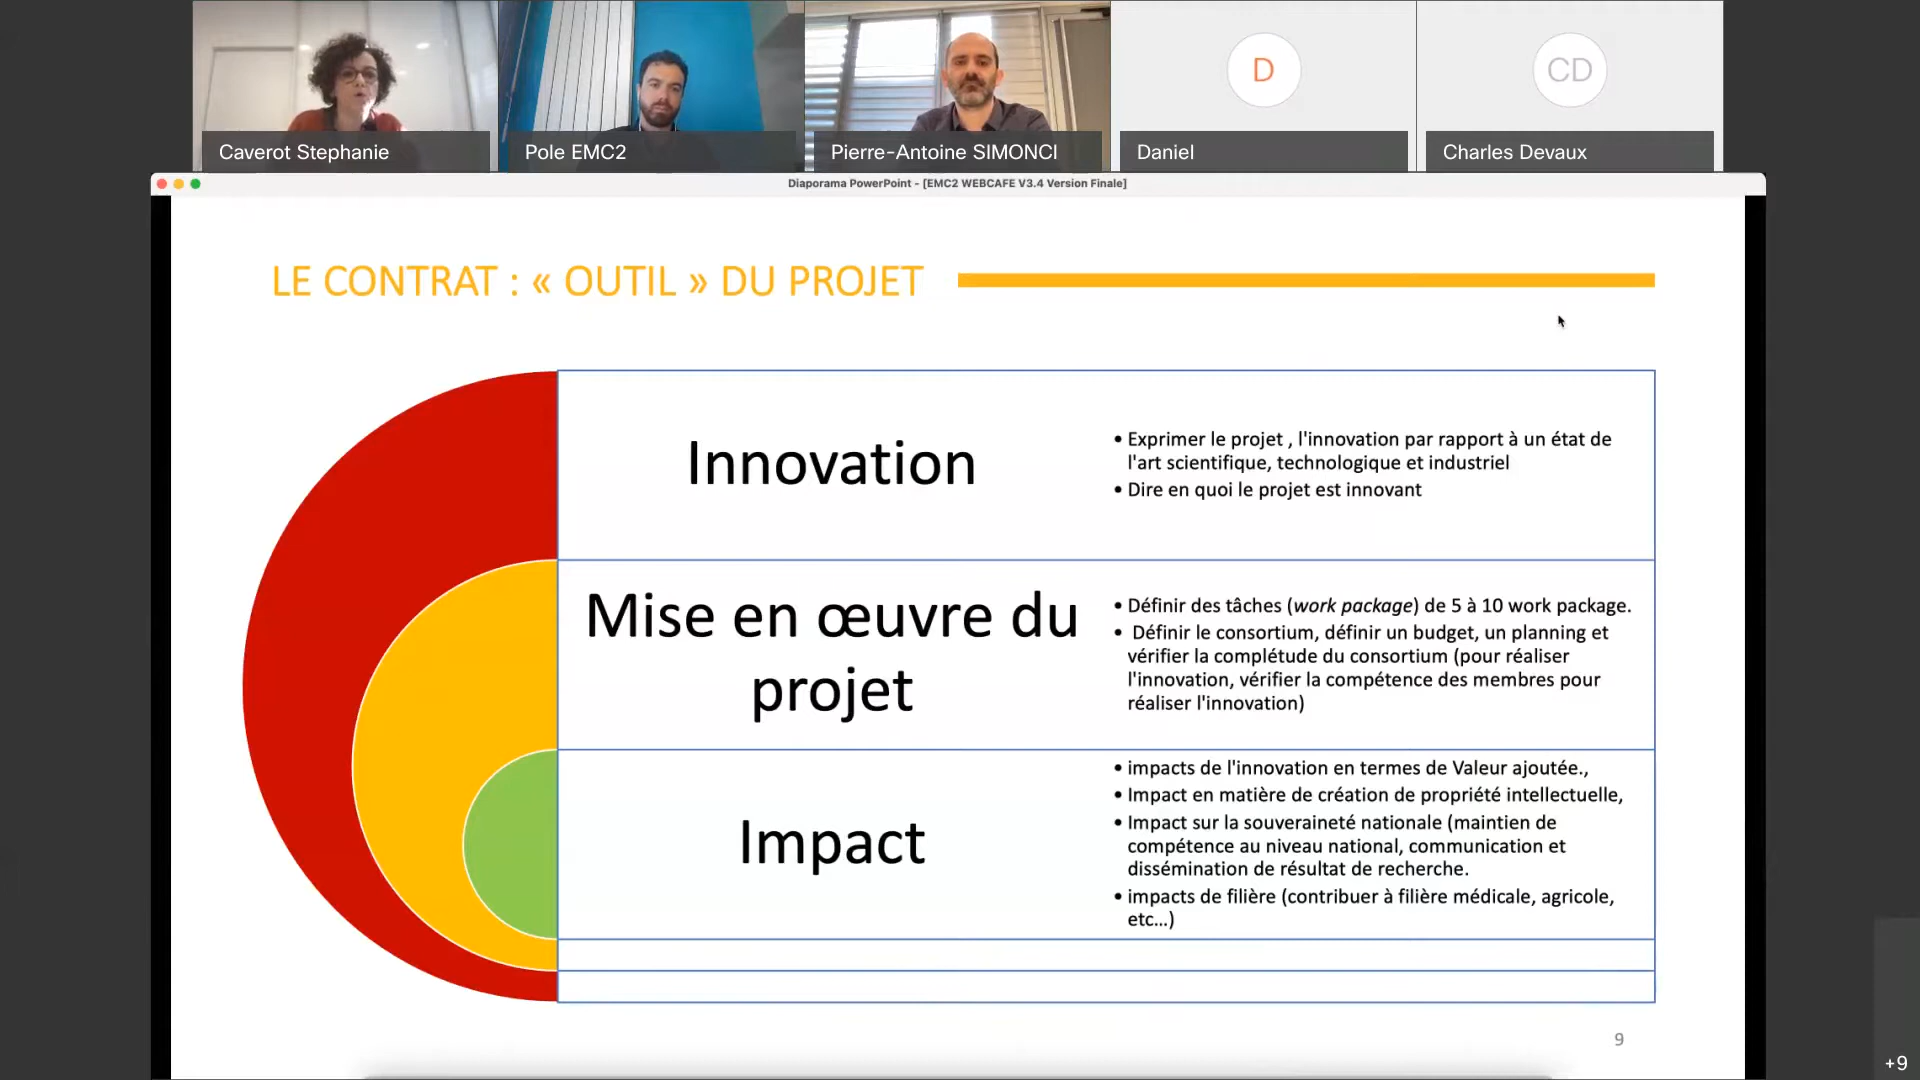 Caverot Stephanie
Pole EMC2
Pierre-Antoine SIMONCI
D
Daniel
CD
Charles Devaux
Diaporama PowerPoint - [EMC2 WEBCAFE V3.4 Version Finale]
LE CONTRAT : « OUTIL » DU PROJET
Innovation
• Exprimer le projet , l'innovation par rapport à un état de
l'art scientifique, technologique et industriel
• Dire en quoi le projet est innovant
Mise en œuvre du
projet
• Définir des tâches (work package) de 5 à 10 work package.
• Définir le consortium, définir un budget, un planning et
vérifier la complétude du consortium (pour réaliser
l'innovation, vérifier la compétence des membres pour
réaliser l'innovation)
Impact
• impacts de l'innovation en termes de Valeur ajoutée.,
• Impact en matière de création de propriété intellectuelle,
• Impact sur la souveraineté nationale (maintien de
compétence au niveau national, communication et
dissémination de résultat de recherche.
• impacts de filière (contribuer à filière médicale, agricole,
etc...)
9
+9